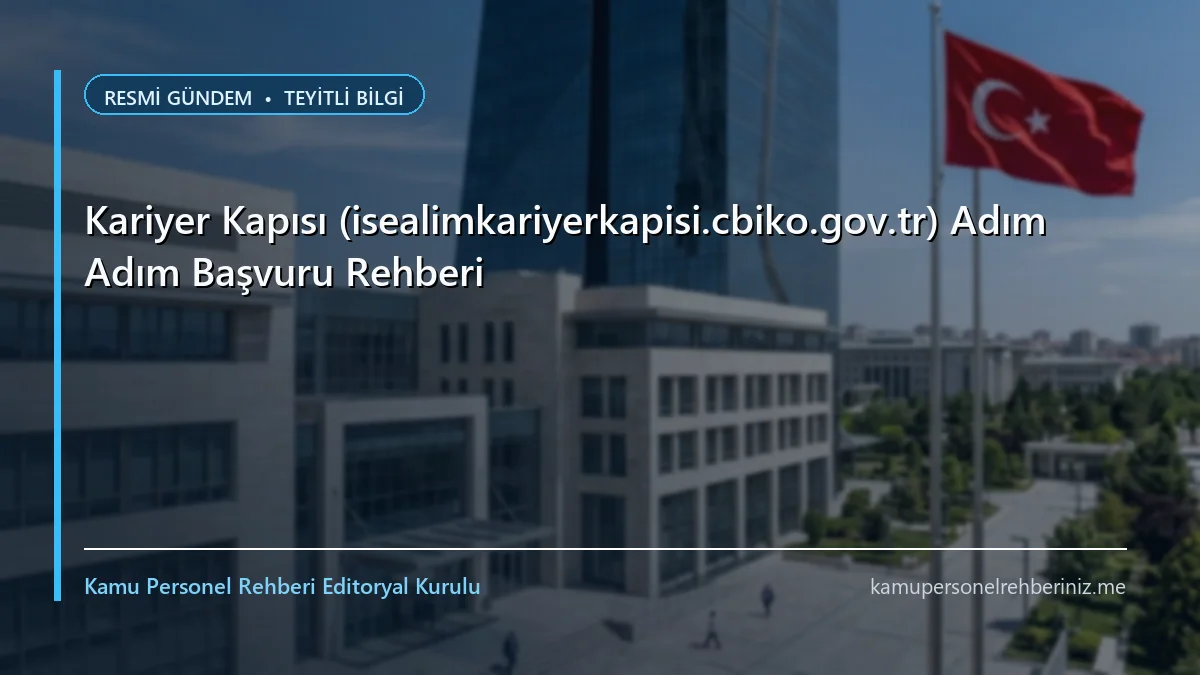 RESMİ GÜNDEM • TEYİTLİ BİLGİ
Kariyer Kapısı (isealimkariyerkapisi.cbiko.gov.tr) Adım
Adım Başvuru Rehberi
Kamu Personel Rehberi Editoryal Kurulu
kamupersonelrehberiniz.me